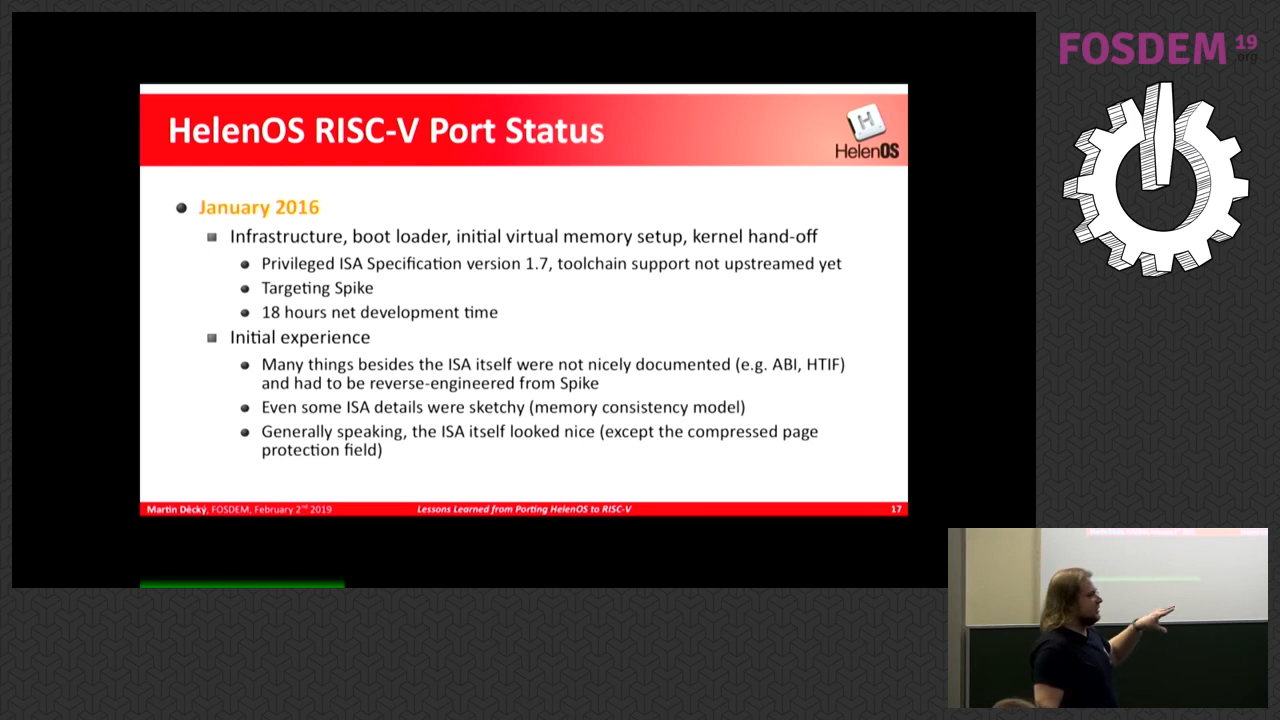 FOSDEM 19
.org
HelenOS RISC-V Port Status
H
HelenOS
January 2016
Infrastructure, boot loader, initial virtual memory setup, kernel hand-off
Privileged ISA Specification version 1.7, toolchain support not upstreamed yet
Targeting Spike
18 hours net development time
Initial experience
Many things besides the ISA itself were not nicely documented (e.g. ABI, HTIF)
and had to be reverse-engineered from Spike
Even some ISA details were sketchy (memory consistency model)
Generally speaking, the ISA itself looked nice (except the compressed page
protection field)
Martin Děcký, FOSDEM, February 2nd 2019 Lessons Learned from Porting HelenOS to RISC-V 17